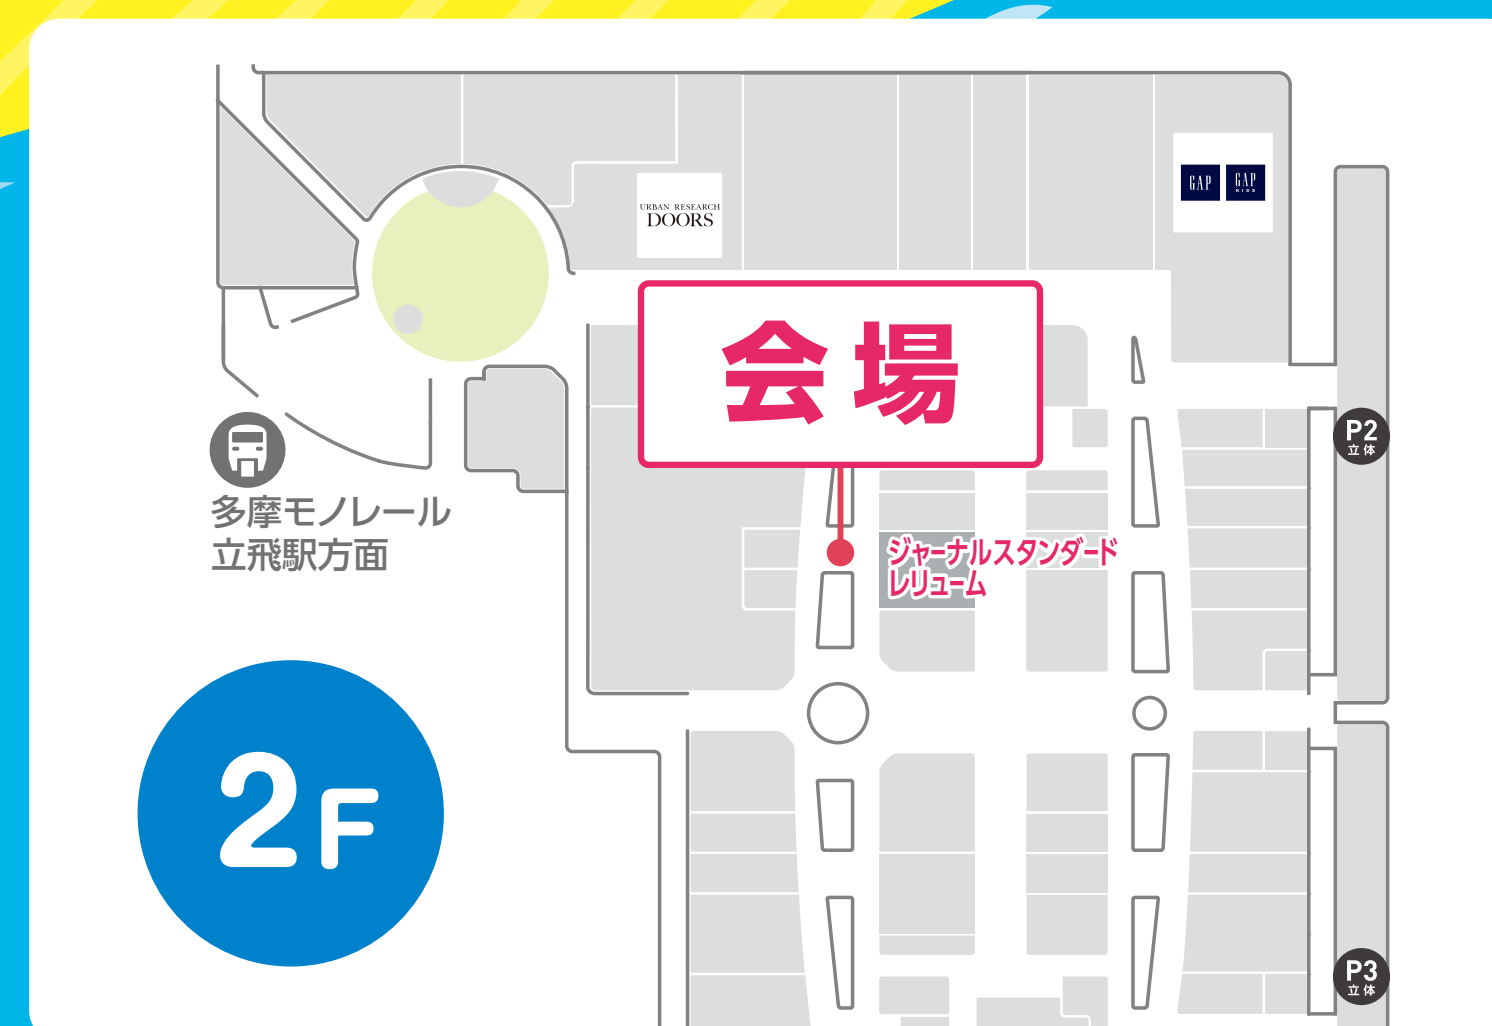 URBAN RESEARCH
DOORS
GAP
GAP
KIDS
会場
P2
立体
多摩モノレール
立飛駅方面
ジャーナルスタンダード
レリューム
2F
P3
立体